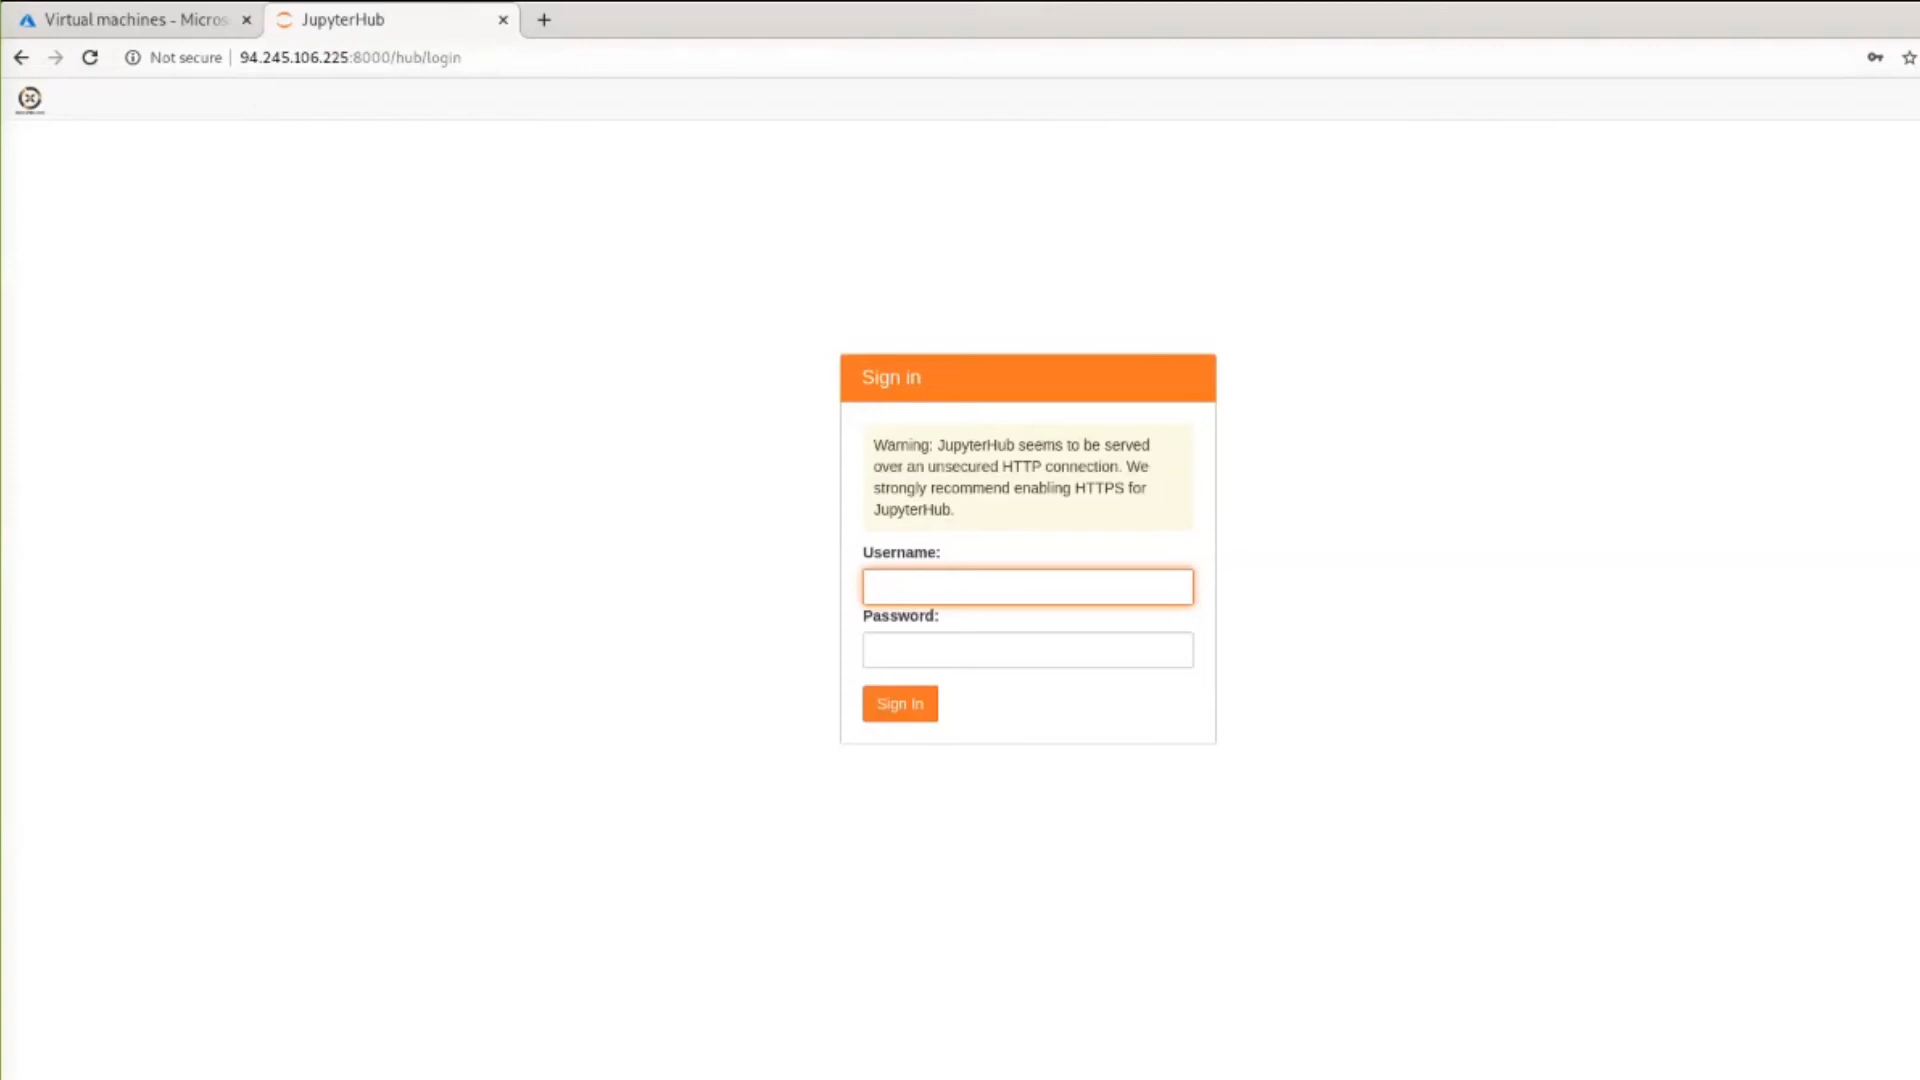 Virtual machines - Micros
JupyterHub
Not secure
94.245.106.225:8000/hub/login
Sign in
Warning: JupyterHub seems to be served
over an unsecured HTTP connection. We
strongly recommend enabling HTTPS for
JupyterHub.
Username:
Password:
Sign In